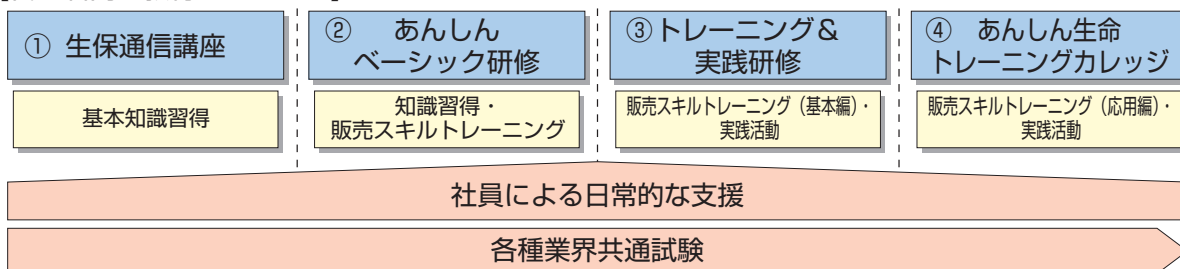 ① 生保通信講座
基本知識習得
② あんしん
ベーシック研修
知識習得・
販売スキルトレーニング
③トレーニング＆
実践研修
販売スキルトレーニング（基本編）・
実践活動
④ あんしん生命
トレーニングカレッジ
販売スキルトレーニング（応用編）・
実践活動
社員による日常的な支援
各種業界共通試験